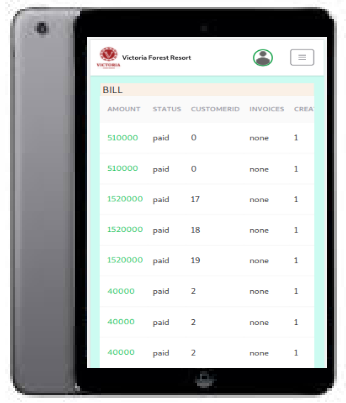 VICTORIA
Victoria Forest Resort
BILL
AMOUNT STATUS CUSTOMERID INVOICES CREA
510000 paid 0 none 1
510000 paid 0 none 1
1520000 paid 17 none 1
1520000 paid 18 none 1
1520000 paid 19 none 1
40000 paid 2 none 1
40000 paid 2 none 1
40000 paid 2 none 1